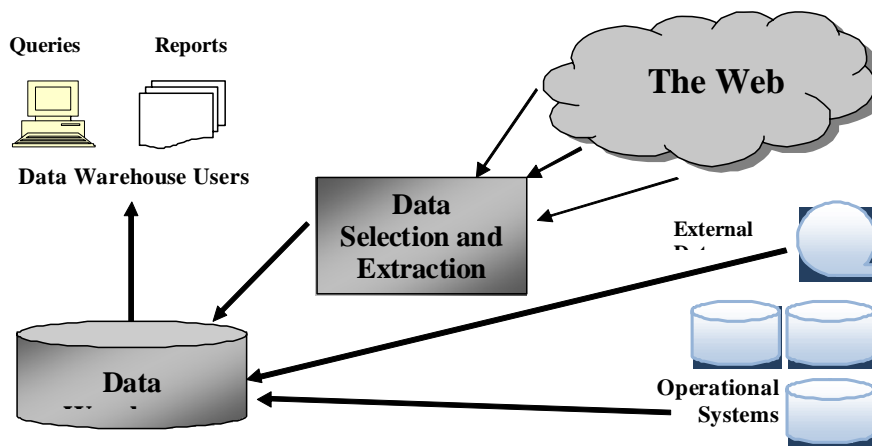 Queries
Reports
The Web
Data Warehouse Users
Data
Selection and
Extraction
External
Data
Operational
Systems